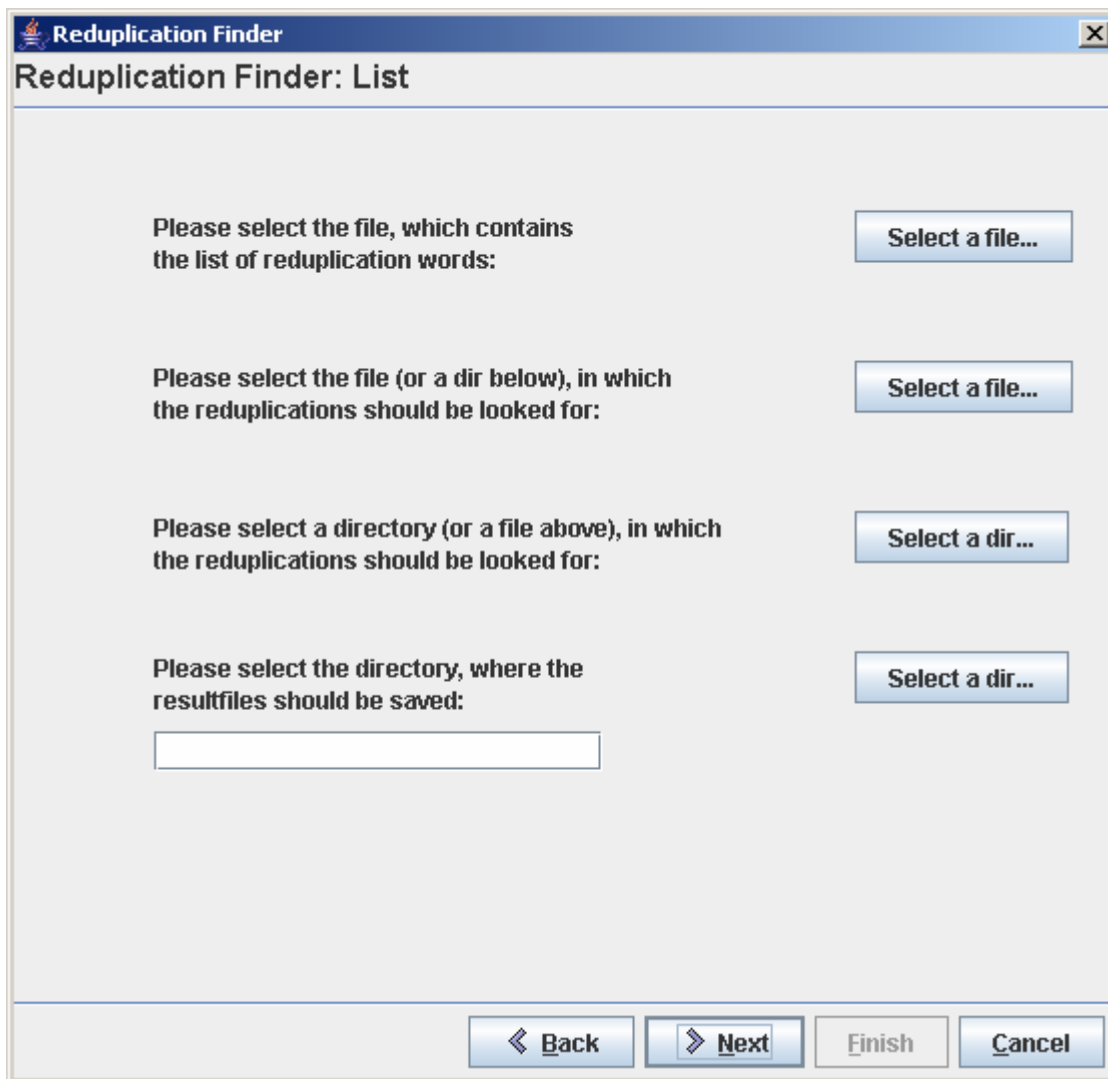 Reduplication Finder
Reduplication Finder: List
Please select the file, which contains
the list of reduplication words:
Select a file...
Please select the file (or a dir below), in which
the reduplications should be looked for:
Select a file...
Please select a directory (or a file above), in which
the reduplications should be looked for:
Select a dir...
Please select the directory, where the
resultfiles should be saved:
Select a dir...
Back
Next
Finish
Cancel